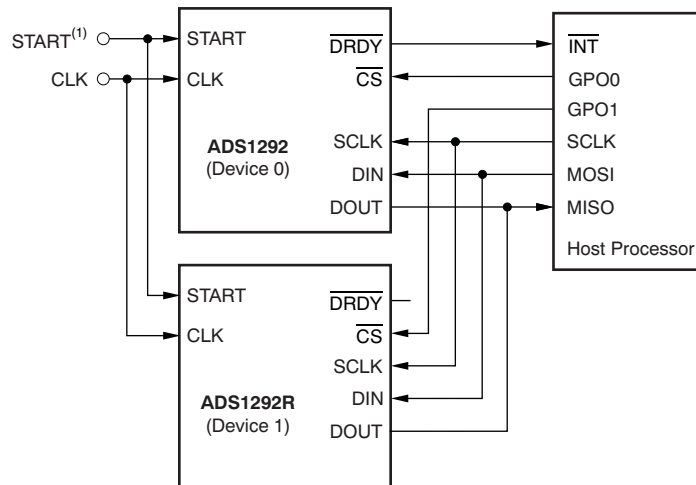 START(1)
CLK
START
CLK
DRDY
CS
SCLK
DIN
DOUT
ADS1292
(Device 0)
INT
GPO0
GPO1
SCLK
MOSI
MISO
Host Processor
START
CLK
DRDY
CS
SCLK
DIN
DOUT
ADS1292R
(Device 1)